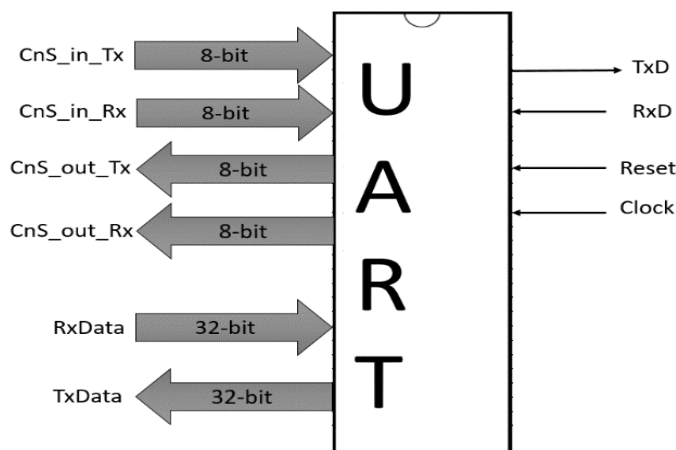 CnS_in_Tx 8-bit
CnS_in_Rx 8-bit
CnS_out_Tx 8-bit
CnS_out_Rx 8-bit
RxData 32-bit
TxData 32-bit
U
A
R
T
TxD
RxD
Reset
Clock